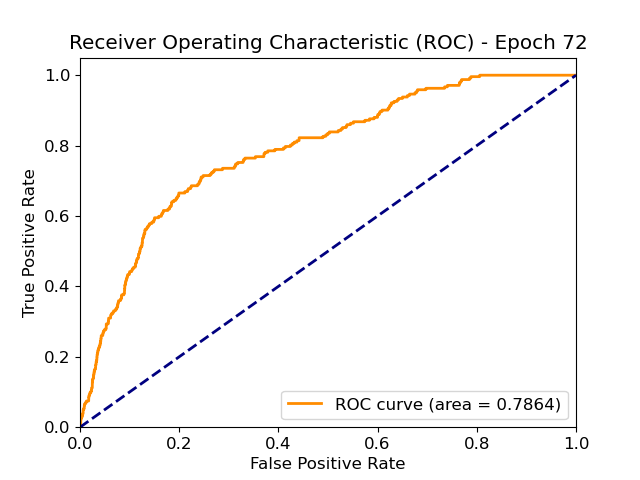 Receiver Operating Characteristic (ROC) - Epoch 72
True Positive Rate
1.0
0.8
0.6
0.4
0.2
0.0
ROC curve (area = 0.7864)
0.0 0.2 0.4 0.6 0.8 1.0
False Positive Rate